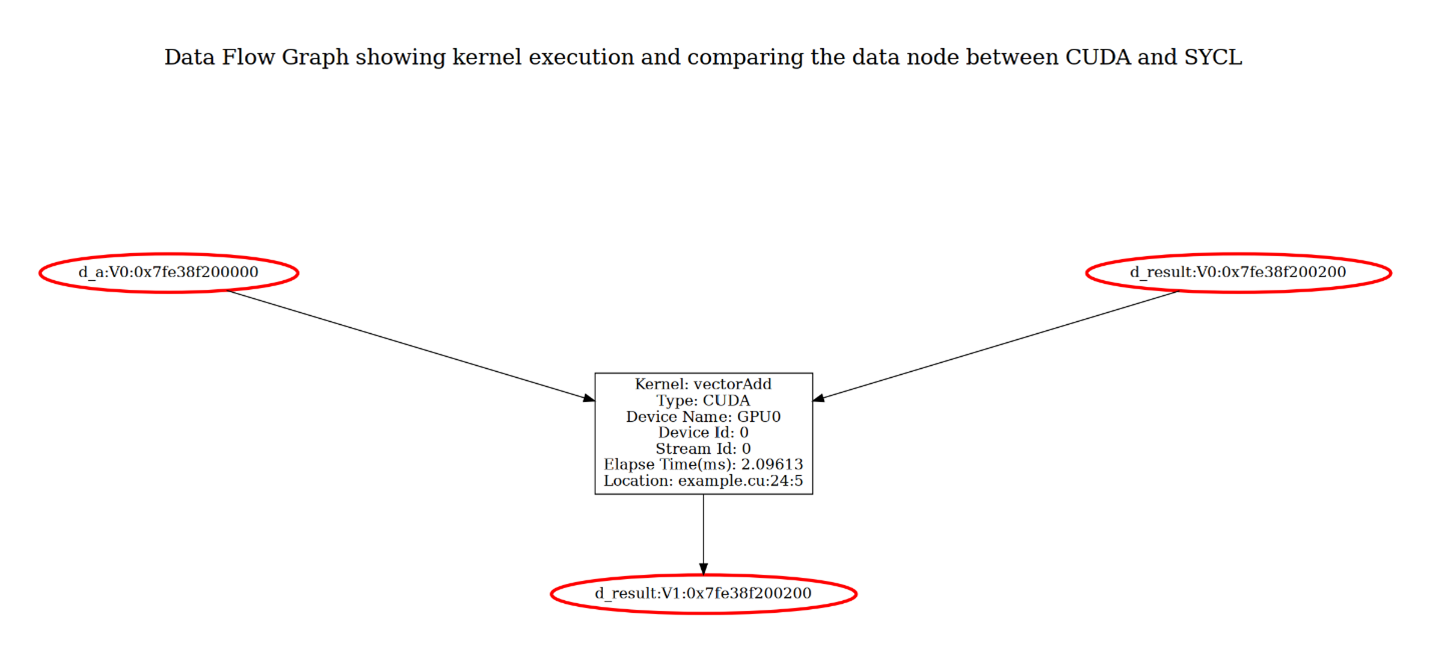 Data Flow Graph showing kernel execution and comparing the data node between CUDA and SYCL
d_a:V0:0x7fe38f200000
d_result:V0:0x7fe38f200200
Kernel: vectorAdd
Type: CUDA
Device Name: GPU0
Device Id: 0
Stream Id: 0
Elapse Time(ms): 2.09613
Location: example.cu:24:5
d_result:V1:0x7fe38f200200